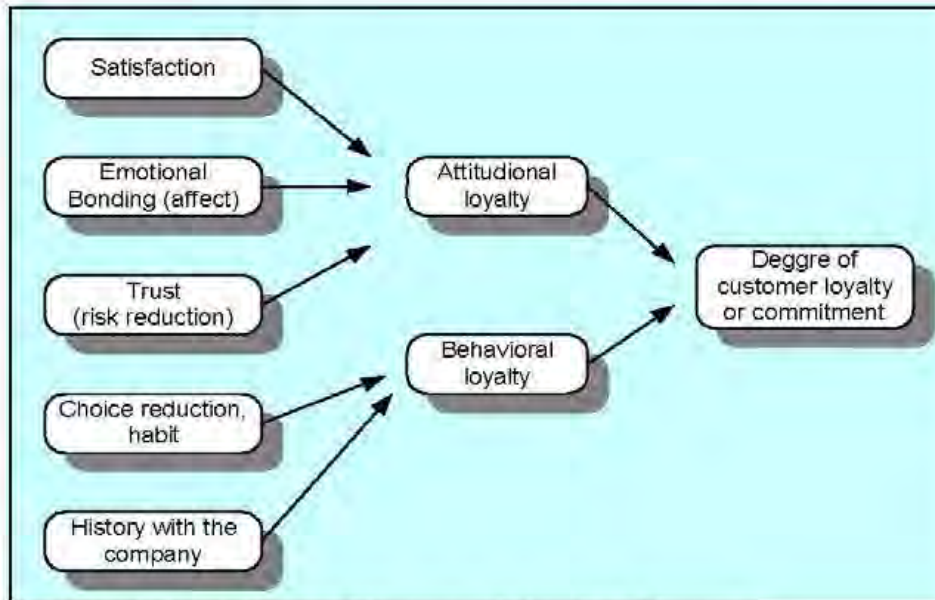 Satisfaction
Emotional
Bonding (affect)
Trust
(risk reduction)
Choice reduction,
habit
History with the
company
Attitudional
loyalty
Behavioral
loyalty
Deggre of
customer loyalty
or commitment